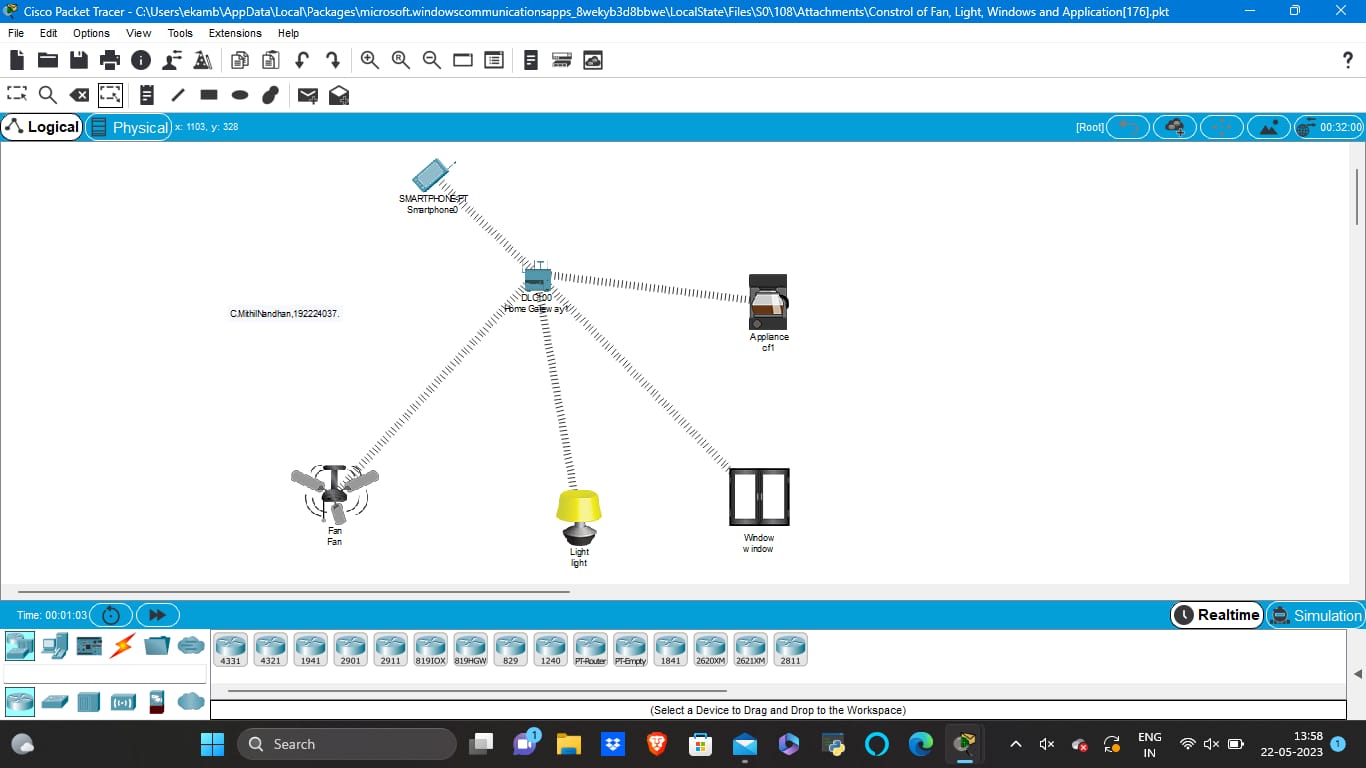 Cisco Packet Tracer - C:\Users\ekamb\AppData\Local\Packages\microsoft.windowscommunicationsapps_8wekyb3d8bbwe\LocalState\Files\S0\108\Attachments\Constrol of Fan, Light, Windows and Application[176].pkt
File Edit Options View Tools Extensions Help
?
Logical Physical x: 1103, y: 328 [Root] 00:32:00
SMARTPHONE-PT
Smartphone0
DLC100
Home Gateway1
C.MithilNandhan,192224037.
Appliance
cf1
Fan
Fan
Light
light
Window
window
Time: 00:01:03 Realtime Simulation
4331 4321 1941 2901 2911 819IOX 819HGW 829 1240 PT-Router PT-Empty 1841 2620XM 2621XM 2811
(Select a Device to Drag and Drop to the Workspace)
Search 1 ENG 13:58
IN 22-05-2023 1